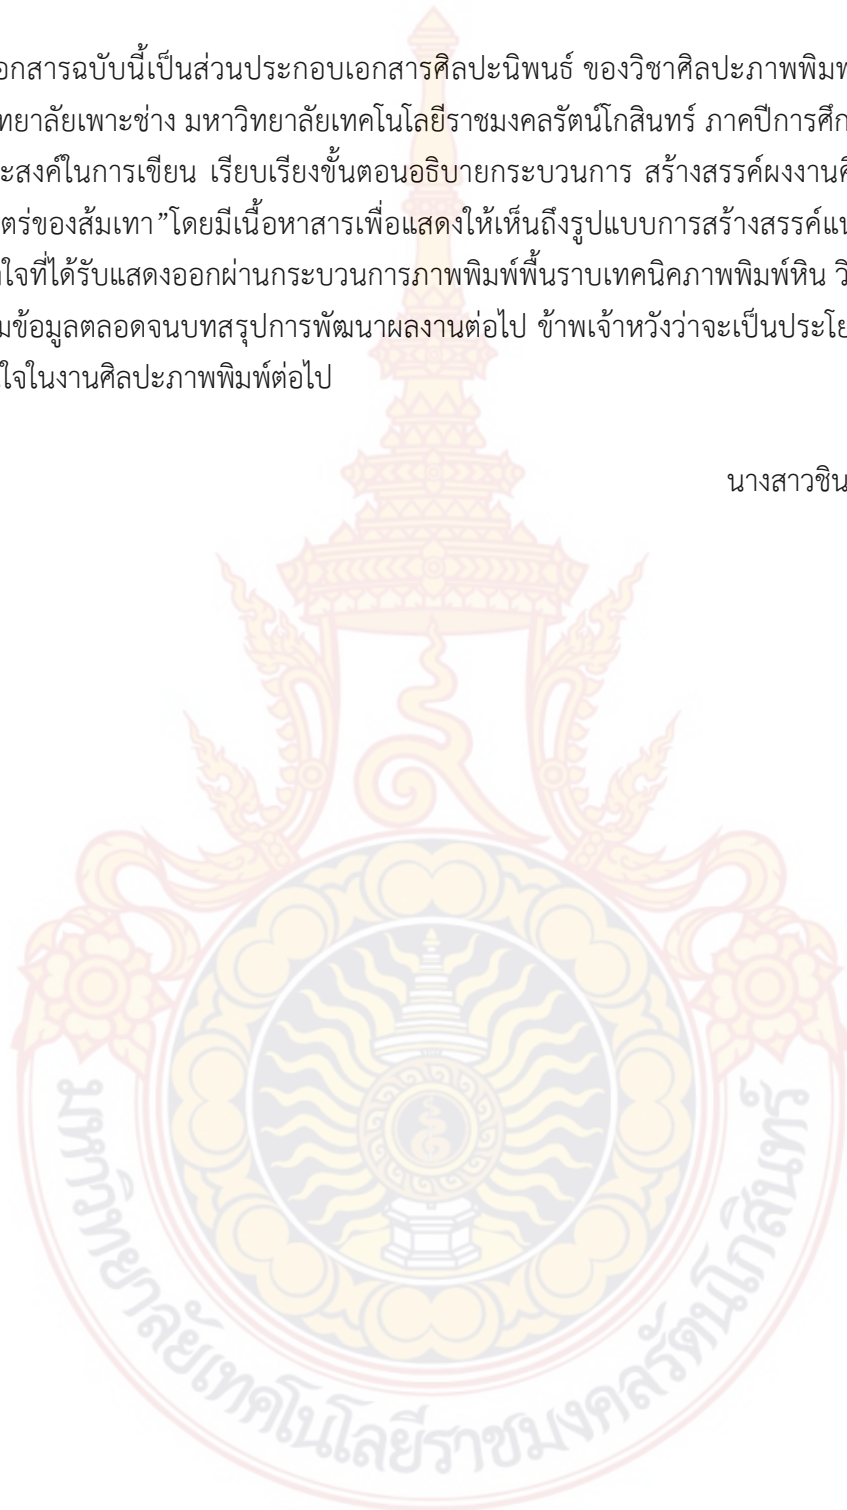 อกสารฉบับนี้เป็นส่วนประกอบเอกสารศิลปะนิพนธ์ ของวิชาศิลปะภาพพิมพ
ทยาลัยเพาะช่าง มหาวิทยาลัยเทคโนโลยีราชมงคลรัตน์โกสินทร์ ภาคปีการศึก
ะสงค์ในการเขียน เรียบเรียงขั้นตอนอธิบายกระบวนการ สร้างสรรค์ผงงานศิ
ตร์ของส้มเทา”โดยมีเนื้อหาสารเพื่อแสดงให้เห็นถึงรูปแบบการสร้างสรรค์แน
ใจที่ได้รับแสดงออกผ่านกระบวนการภาพพิมพ์พื้นราบเทคนิคภาพพิมพ์หิน วิ
มข้อมูลตลอดจนบทสรุปการพัฒนาผลงานต่อไป ข้าพเจ้าหวังว่าจะเป็นประโย
ใจในงานศิลปะภาพพิมพ์ต่อไป
นางสาวชิน
มหาวิทยาลัยเทคโนโลยีราชมงคลรัตนโกสินทร์